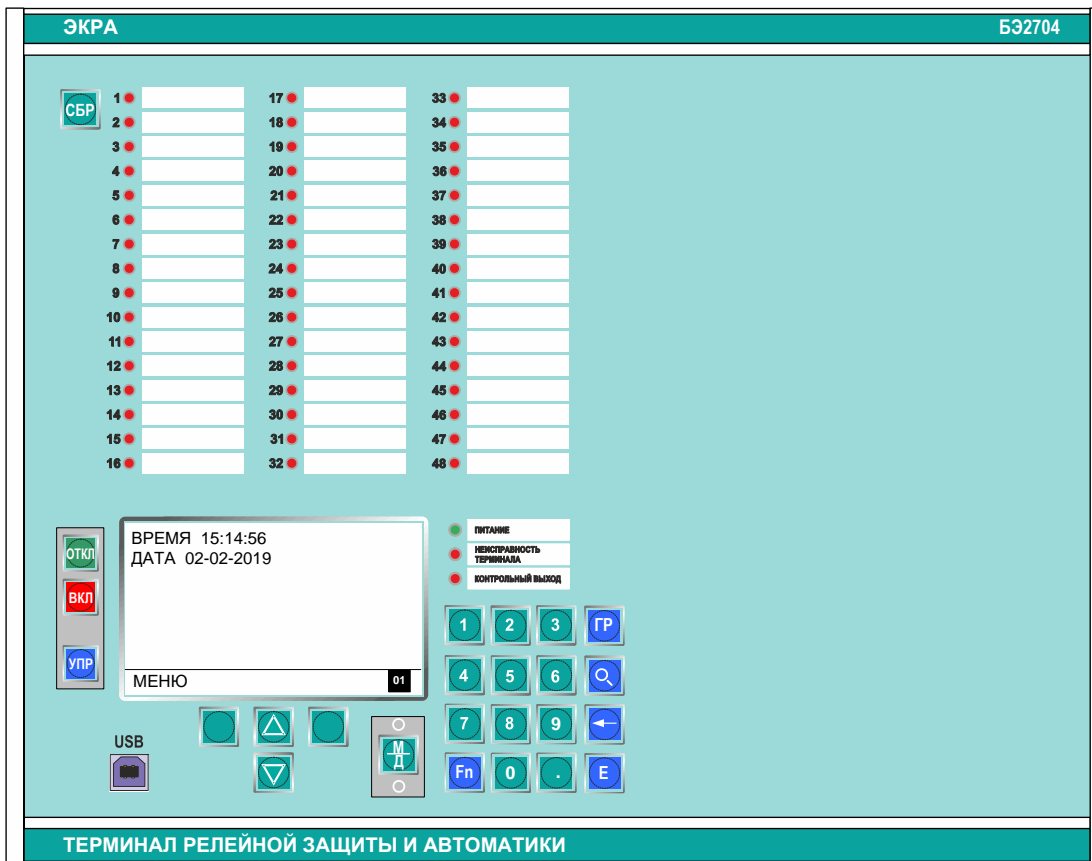 ЭКРА БЭ2704
СБР
1 17 33
2 18 34
3 19 35
4 20 36
5 21 37
6 22 38
7 23 39
8 24 40
9 25 41
10 26 42
11 27 43
12 28 44
13 29 45
14 30 46
15 31 47
16 32 48
ОТКЛ
ВКЛ
УПР
ВРЕМЯ 15:14:56
ДАТА 02-02-2019
МЕНЮ 01
ПИТАНИЕ
НЕИСПРАВНОСТЬ
ТЕРМИНАЛА
КОНТРОЛЬНЫЙ ВЫХОД
1 2 3 ГР
4 5 6
7 8 9
Fn 0 . E
USB
М
Д
ТЕРМИНАЛ РЕЛЕЙНОЙ ЗАЩИТЫ И АВТОМАТИКИ